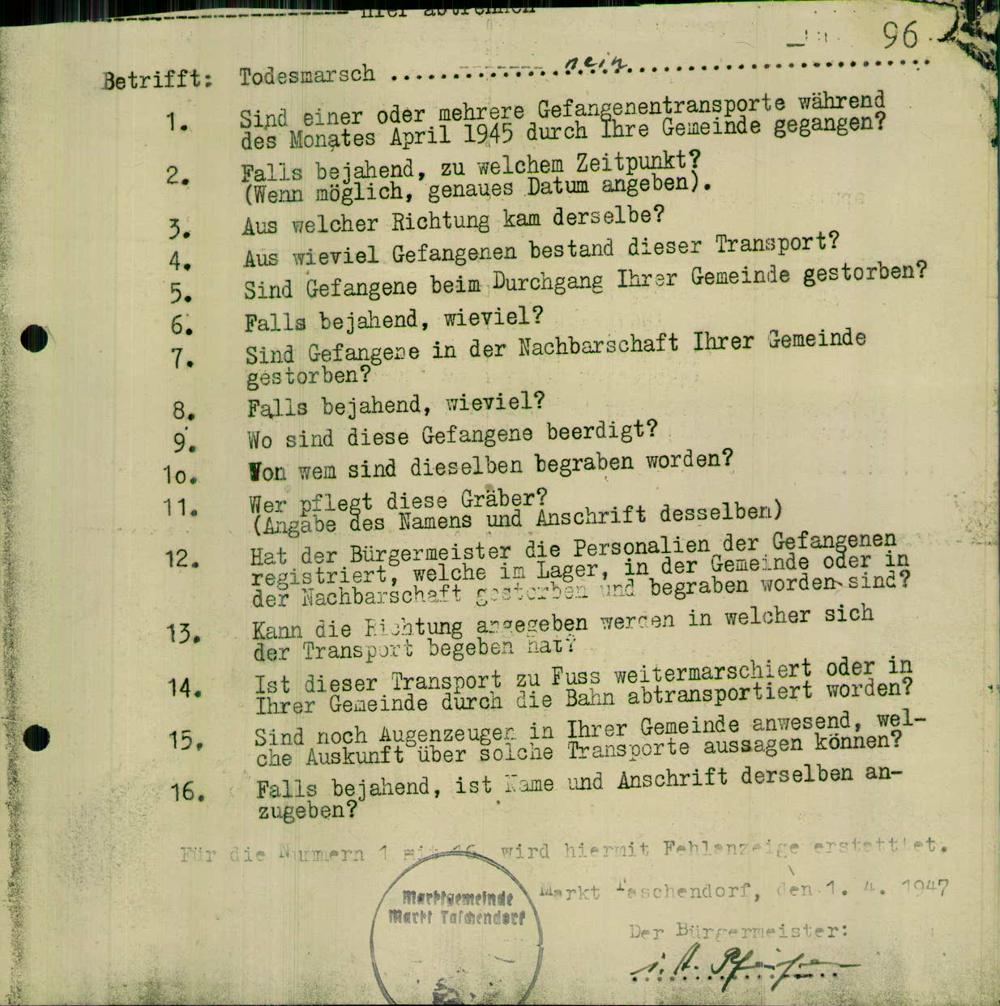 hier abtrennen
96
Betrifft: Todesmarsch ..............nein..............................
1. Sind einer oder mehrere Gefangenentransporte während
des Monates April 1945 durch Ihre Gemeinde gegangen?
2. Falls bejahend, zu welchem Zeitpunkt?
(Wenn möglich, genaues Datum angeben).
3. Aus welcher Richtung kam derselbe?
4. Aus wieviel Gefangenen bestand dieser Transport?
5. Sind Gefangene beim Durchgang Ihrer Gemeinde gestorben?
6. Falls bejahend, wieviel?
7. Sind Gefangene in der Nachbarschaft Ihrer Gemeinde
gestorben?
8. Falls bejahend, wieviel?
9. Wo sind diese Gefangene beerdigt?
1o. Von wem sind dieselben begraben worden?
11. Wer pflegt diese Gräber?
(Angabe des Namens und Anschrift desselben)
12. Hat der Bürgermeister die Personalien der Gefangenen
registriert, welche im Lager, in der Gemeinde oder in
der Nachbarschaft gestorben und begraben worden sind?
13. Kann die Richtung angegeben werden in welcher sich
der Transport begeben hat?
14. Ist dieser Transport zu Fuss weitermarschiert oder in
Ihrer Gemeinde durch die Bahn abtransportiert worden?
15. Sind noch Augenzeugen in Ihrer Gemeinde anwesend, wel-
che Auskunft über solche Transporte aussagen können?
16. Falls bejahend, ist Name und Anschrift derselben an-
zugeben?
Für die Nummern 1 mit 16 wird hiermit Fehlanzeige erstattet.
Marktgemeinde
Markt Taschendorf
Markt Taschendorf, den 1. 4. 1947
Der Bürgermeister:
i. A.